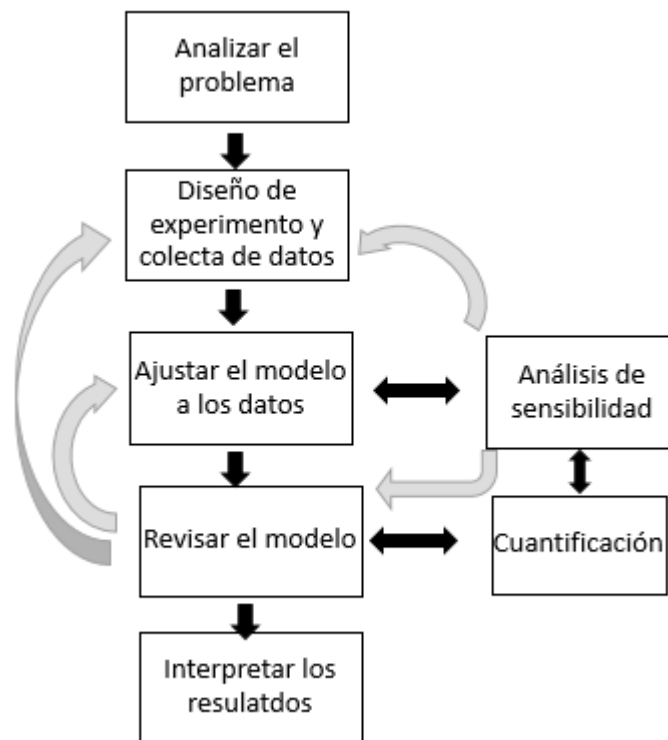 Analizar el
problema
Diseño de
experimento y
colecta de datos
Ajustar el modelo
a los datos
Análisis de
sensibilidad
Revisar el modelo
Cuantificación
Interpretar los
resulatdos